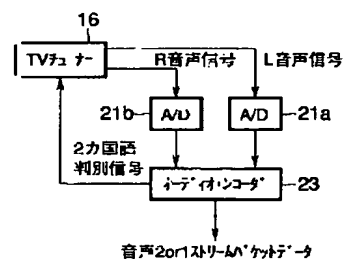 16
TVチューナー
R音声信号
L音声信号
21b
A/D
A/D
21a
2カ国語
判別信号
オーディオエンコーダ
23
音声2or1ストリームパケットデータ